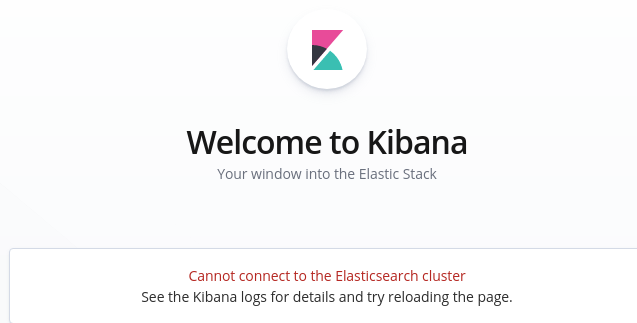 Welcome to Kibana
Your window into the Elastic Stack
Cannot connect to the Elasticsearch cluster
See the Kibana logs for details and try reloading the page.